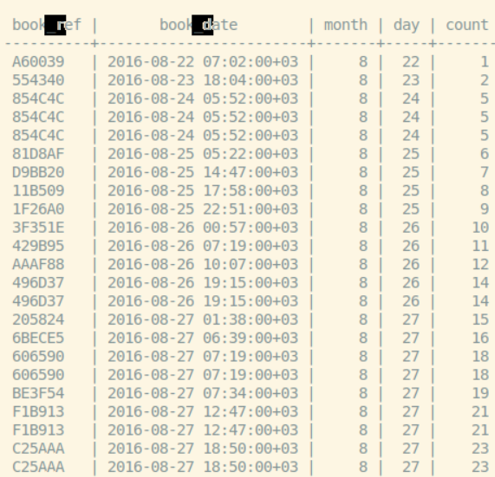 book_ref | book_date | month | day | count
---------+------------------------+-------+-----+-------
A60039 | 2016-08-22 07:02:00+03 | 8 | 22 | 1
554340 | 2016-08-23 18:04:00+03 | 8 | 23 | 2
854C4C | 2016-08-24 05:52:00+03 | 8 | 24 | 5
854C4C | 2016-08-24 05:52:00+03 | 8 | 24 | 5
854C4C | 2016-08-24 05:52:00+03 | 8 | 24 | 5
81D8AF | 2016-08-25 05:22:00+03 | 8 | 25 | 6
D9BB20 | 2016-08-25 14:47:00+03 | 8 | 25 | 7
11B509 | 2016-08-25 17:58:00+03 | 8 | 25 | 8
1F26A0 | 2016-08-25 22:51:00+03 | 8 | 25 | 9
3F351E | 2016-08-26 00:57:00+03 | 8 | 26 | 10
429B95 | 2016-08-26 07:19:00+03 | 8 | 26 | 11
AAAF88 | 2016-08-26 10:07:00+03 | 8 | 26 | 12
496D37 | 2016-08-26 19:15:00+03 | 8 | 26 | 14
496D37 | 2016-08-26 19:15:00+03 | 8 | 26 | 14
205824 | 2016-08-27 01:38:00+03 | 8 | 27 | 15
6BECE5 | 2016-08-27 06:39:00+03 | 8 | 27 | 16
606590 | 2016-08-27 07:19:00+03 | 8 | 27 | 18
606590 | 2016-08-27 07:19:00+03 | 8 | 27 | 18
BE3F54 | 2016-08-27 07:34:00+03 | 8 | 27 | 19
F1B913 | 2016-08-27 12:47:00+03 | 8 | 27 | 21
F1B913 | 2016-08-27 12:47:00+03 | 8 | 27 | 21
C25AAA | 2016-08-27 18:50:00+03 | 8 | 27 | 23
C25AAA | 2016-08-27 18:50:00+03 | 8 | 27 | 23